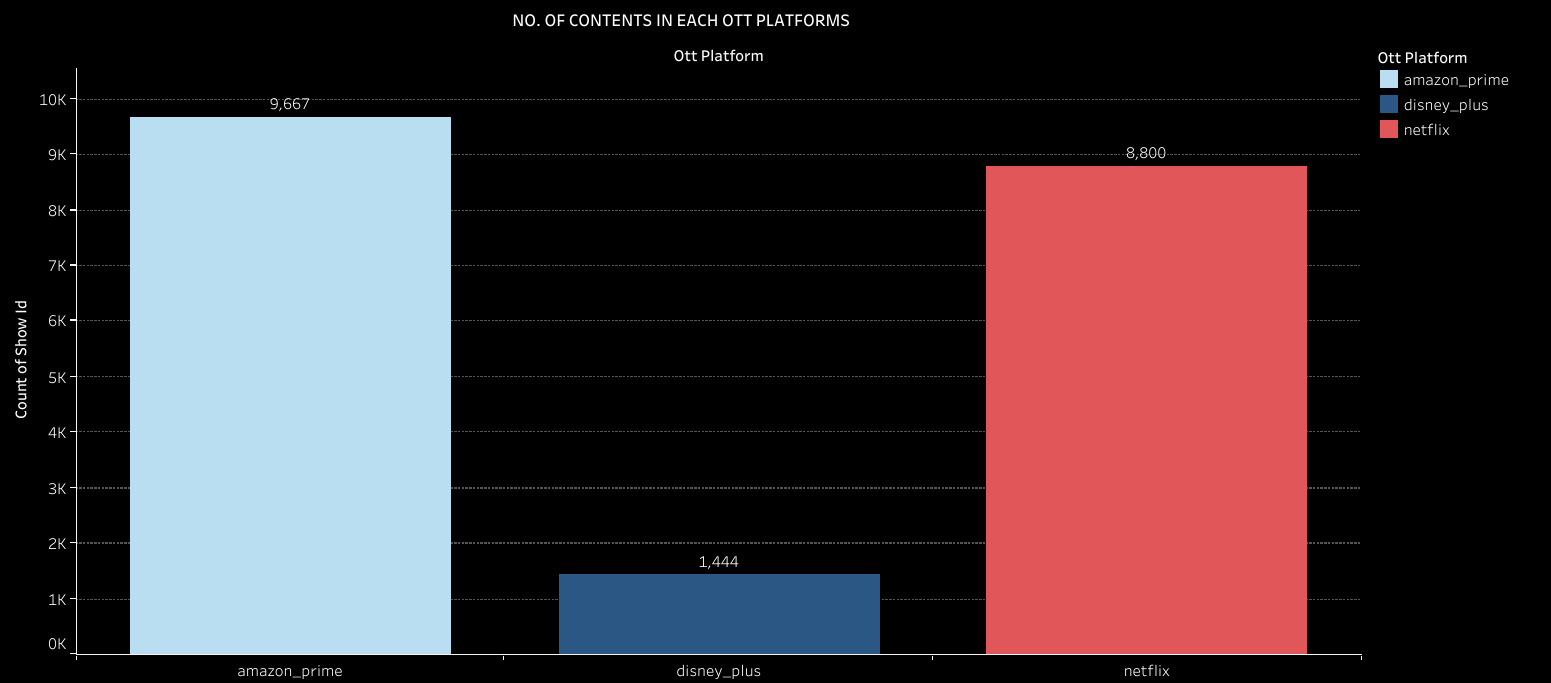 NO. OF CONTENTS IN EACH OTT PLATFORMS
Ott Platform
Ott Platform
amazon_prime
disney_plus
netflix
Count of Show Id
10K
9K
8K
7K
6K
5K
4K
3K
2K
1K
0K
9,667
1,444
8,800
amazon_prime
disney_plus
netflix